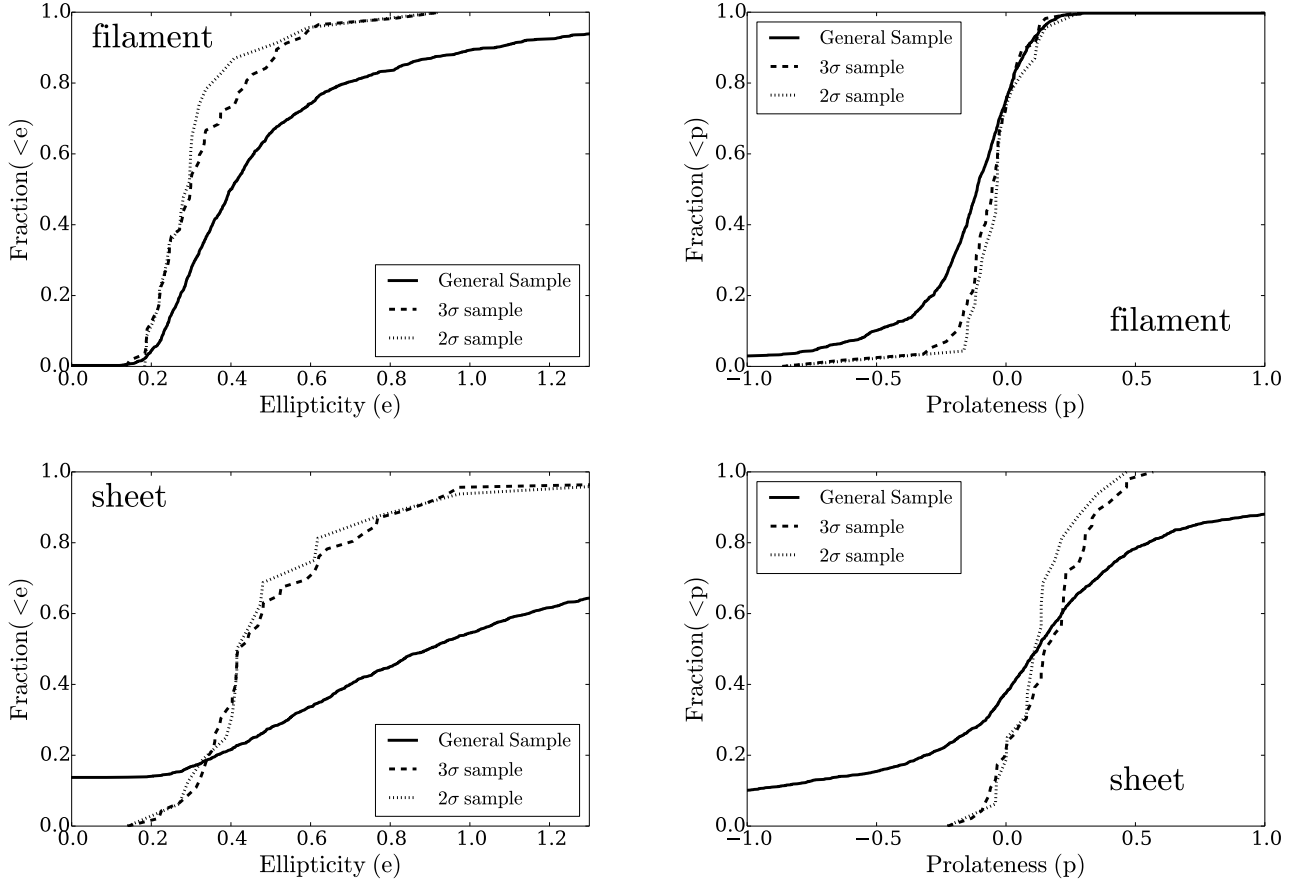 filament
Fraction( <e)
1.0
0.8
0.6
0.4
0.2
0.0
General Sample
3σ sample
2σ sample
0.0 0.2 0.4 0.6 0.8 1.0 1.2
Ellipticity (e)
Fraction( <p)
1.0
0.8
0.6
0.4
0.2
0.0
General Sample
3σ sample
2σ sample
filament
−1.0 −0.5 0.0 0.5 1.0
Prolateness (p)
sheet
Fraction( <e)
1.0
0.8
0.6
0.4
0.2
0.0
General Sample
3σ sample
2σ sample
0.0 0.2 0.4 0.6 0.8 1.0 1.2
Ellipticity (e)
Fraction( <p)
1.0
0.8
0.6
0.4
0.2
0.0
General Sample
3σ sample
2σ sample
sheet
−1.0 −0.5 0.0 0.5 1.0
Prolateness (p)